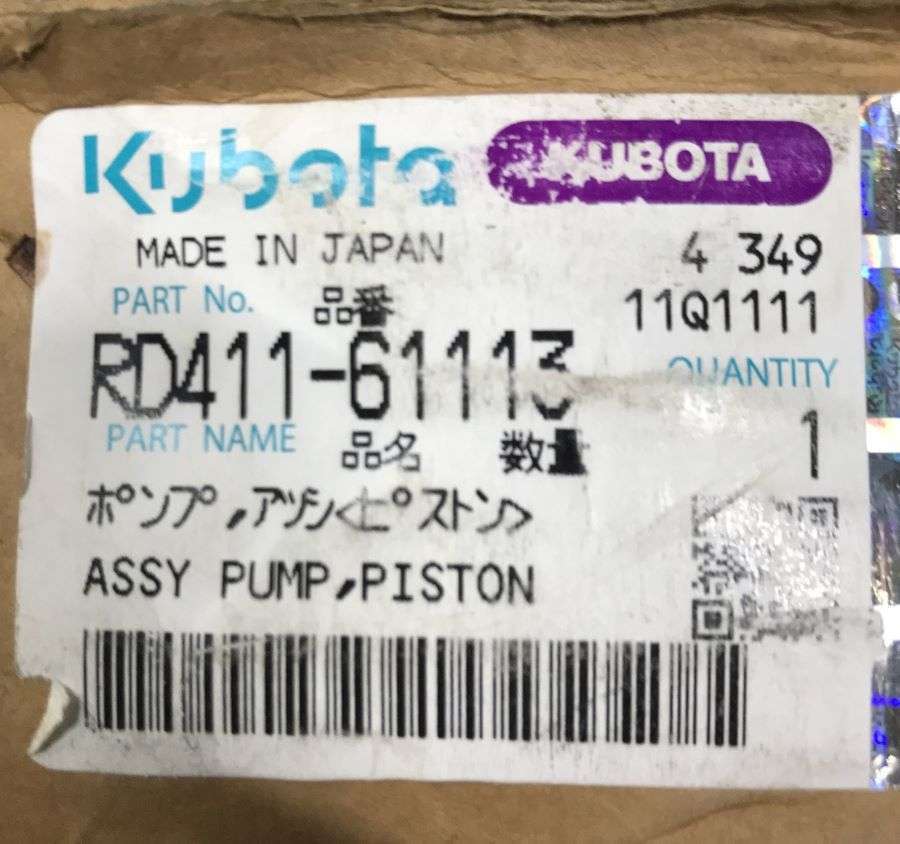 Kubota KUBOTA
MADE IN JAPAN 4 349
PART No. 品番 11Q1111
RD411-61113
QUANTITY
PART NAME 品名 数量 1
ポンプ,アツシ<ピストン>
ASSY PUMP,PISTON